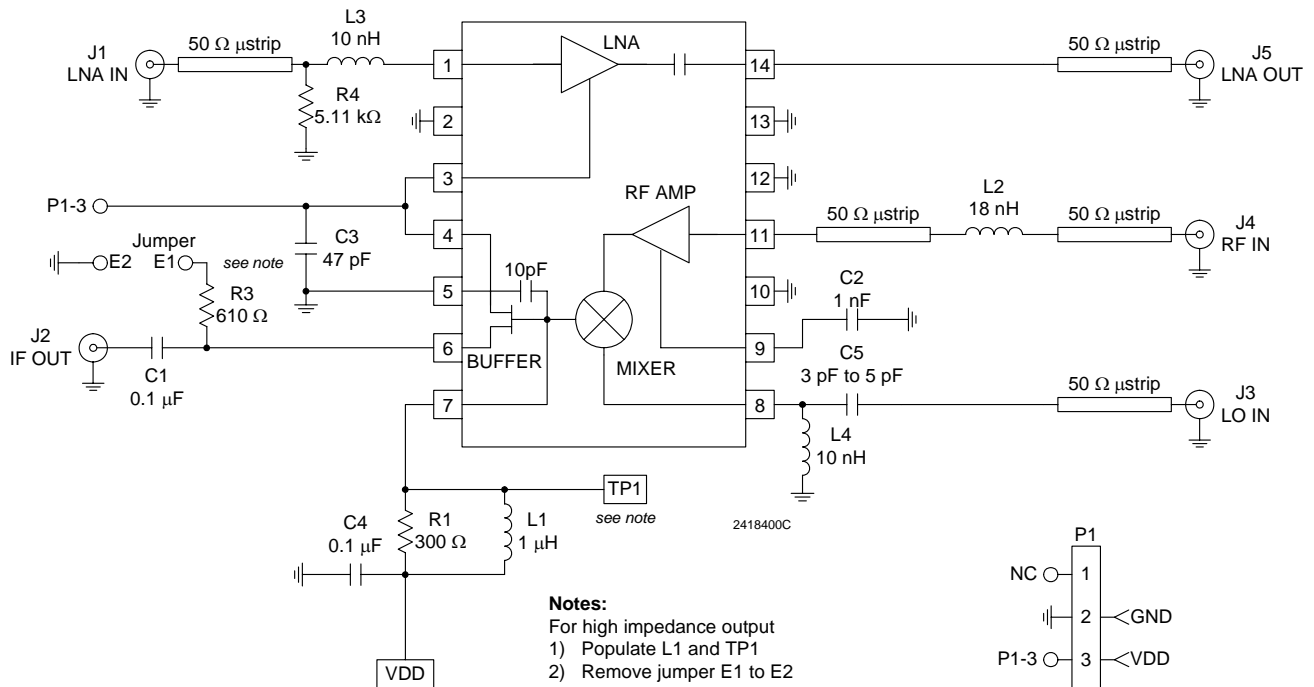 L3
10 nH
50 Ω μstrip
J1
LNA IN
R4
5.11 kΩ
LNA
1
2
3
4
5
6
7
14
13
12
11
10
9
8
50 Ω μstrip
J5
LNA OUT
P1-3
C3
47 pF
Jumper
E2
E1
see note
R3
610 Ω
J2
IF OUT
C1
0.1 μF
10pF
BUFFER
RF AMP
MIXER
50 Ω μstrip
L2
18 nH
50 Ω μstrip
J4
RF IN
C2
1 nF
C5
3 pF to 5 pF
50 Ω μstrip
J3
LO IN
L4
10 nH
TP1
see note
C4
0.1 μF
R1
300 Ω
L1
1 μH
2418400C
VDD
Notes:
For high impedance output
1) Populate L1 and TP1
2) Remove jumper E1 to E2
P1
NC
1
2
GND
P1-3
3
VDD